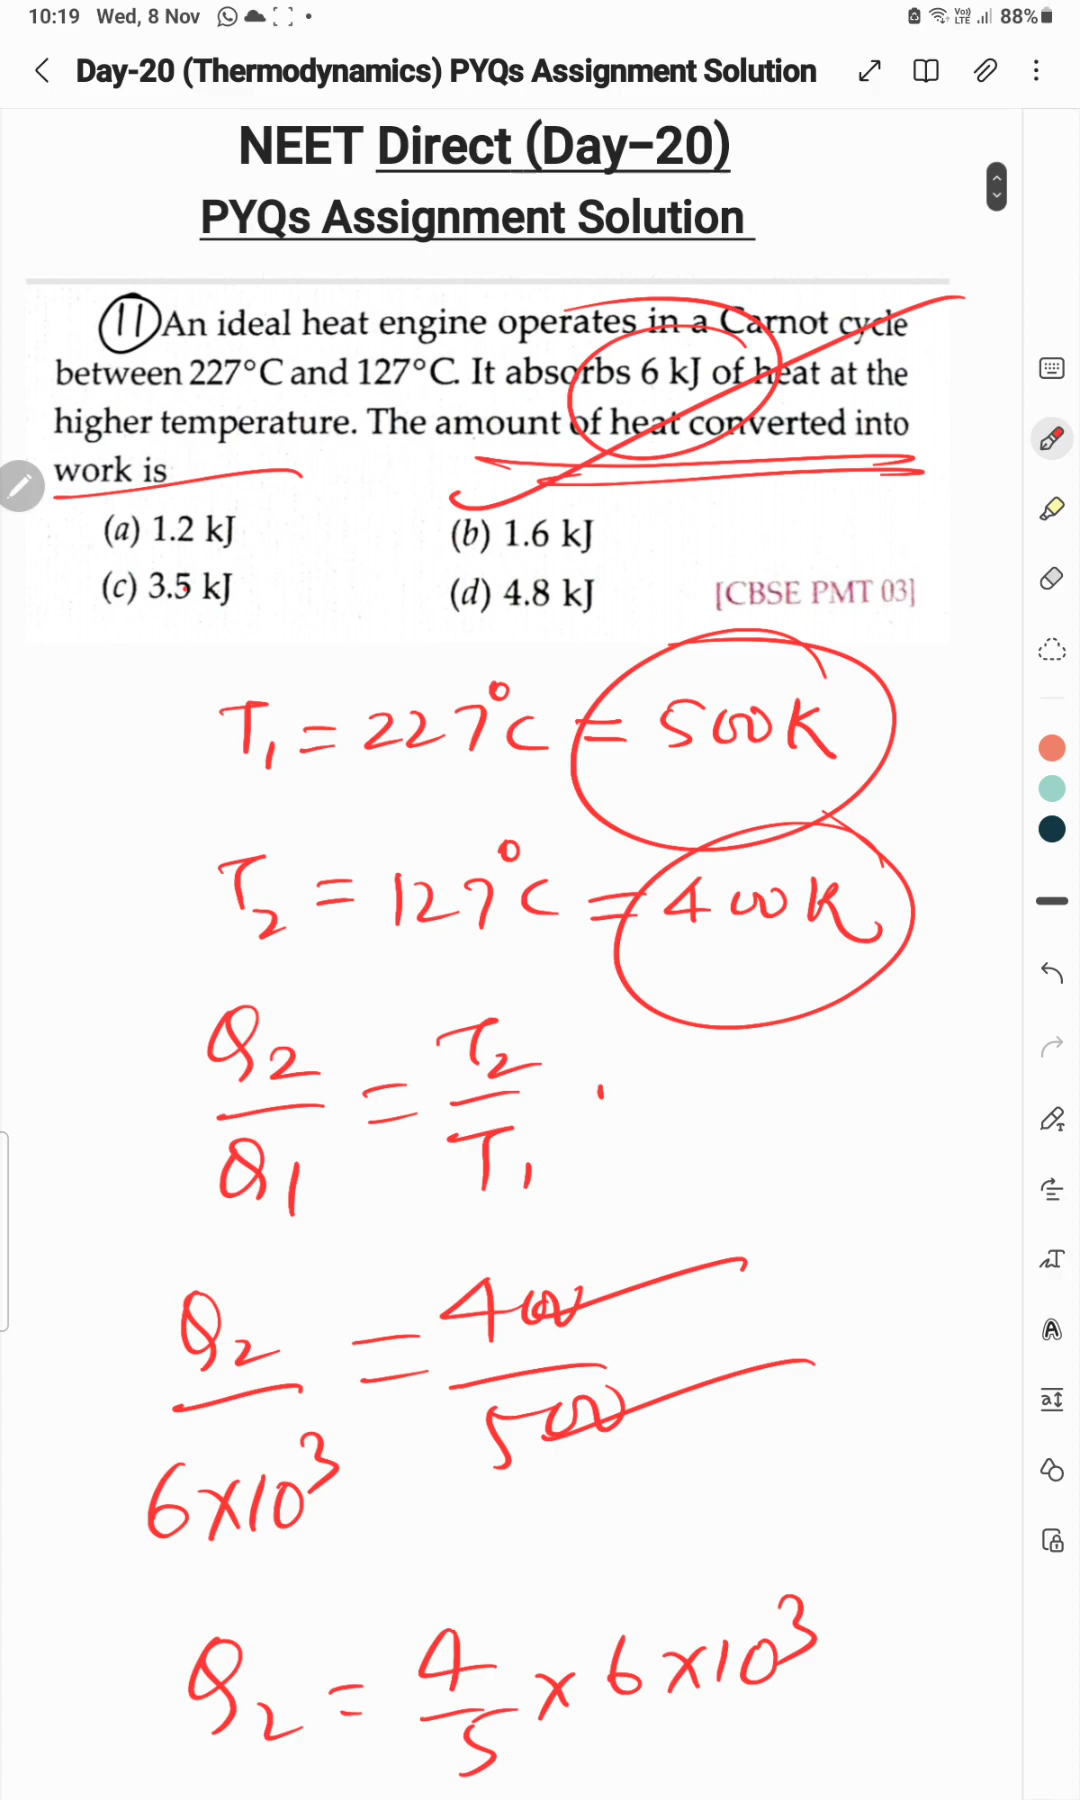 10:19 Wed, 8 Nov
88%
Day-20 (Thermodynamics) PYQs Assignment Solution
NEET Direct (Day-20)
PYQs Assignment Solution
11 An ideal heat engine operates in a Carnot cycle
between 227°C and 127°C. It absorbs 6 kJ of heat at the
higher temperature. The amount of heat converted into
work is
(a) 1.2 kJ (b) 1.6 kJ
(c) 3.5 kJ (d) 4.8 kJ [CBSE PMT 03]
T₁ = 227°C = 500K
T₂ = 127°C = 400K
Q₂/Q₁ = T₂/T₁
Q₂/6×10³ = 400/500
Q₂ = 4/5 × 6×10³